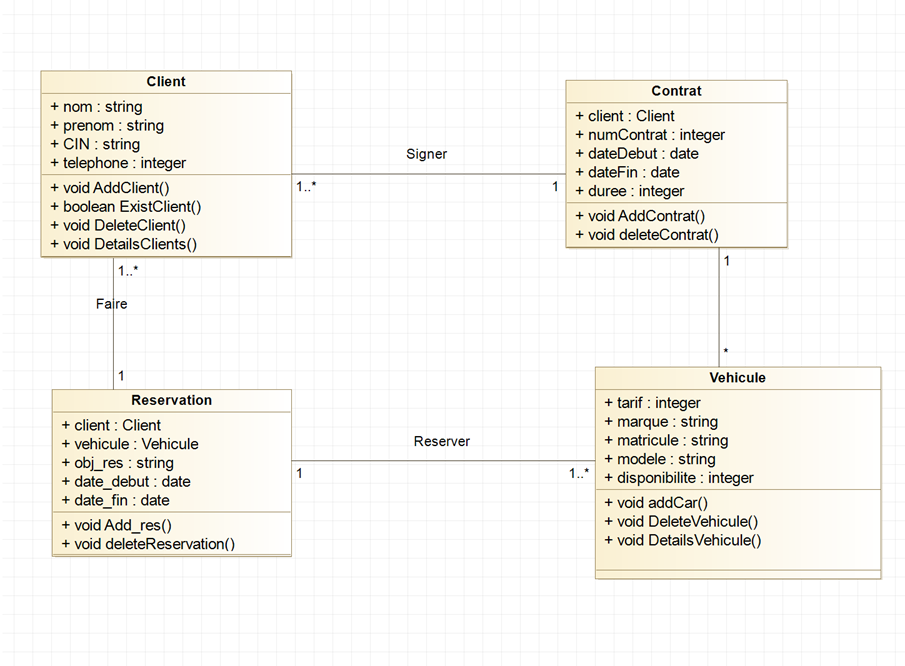 Client
+ nom : string
+ prenom : string
+ CIN : string
+ telephone : integer
+ void AddClient()
+ boolean ExistClient()
+ void DeleteClient()
+ void DetailsClients()
Signer
1..*
1
Contrat
+ client : Client
+ numContrat : integer
+ dateDebut : date
+ dateFin : date
+ duree : integer
+ void AddContrat()
+ void deleteContrat()
1..*
Faire
1
1
*
Reservation
+ client : Client
+ vehicule : Vehicule
+ obj_res : string
+ date_debut : date
+ date_fin : date
+ void Add_res()
+ void deleteReservation()
Reserver
1
1..*
Vehicule
+ tarif : integer
+ marque : string
+ matricule : string
+ modele : string
+ disponibilite : integer
+ void addCar()
+ void DeleteVehicule()
+ void DetailsVehicule()